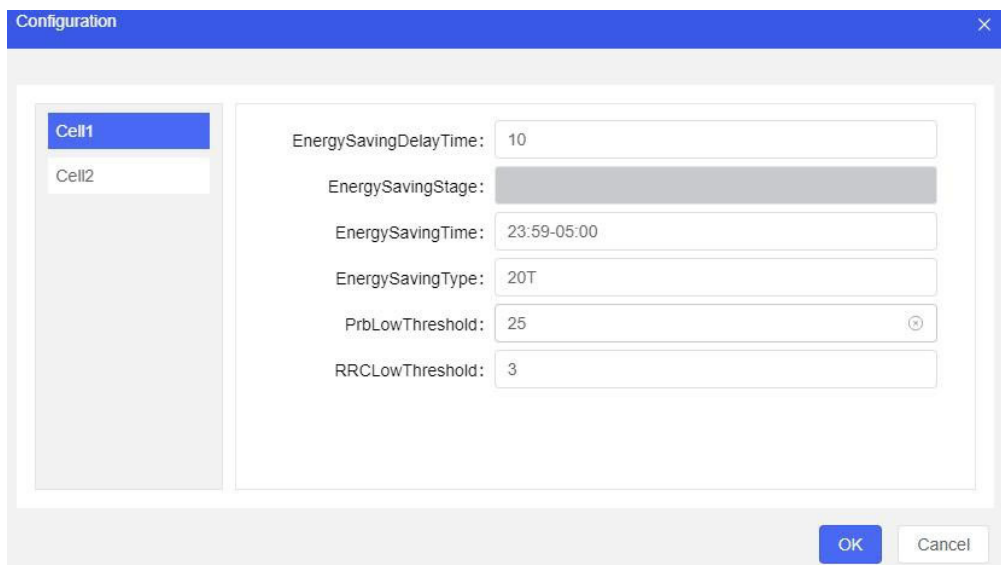 Configuration
Cell1
Cell2
EnergySavingDelayTime: 10
EnergySavingStage:
EnergySavingTime: 23:59-05:00
EnergySavingType: 20T
PrbLowThreshold: 25
RRCLowThreshold: 3
OK Cancel